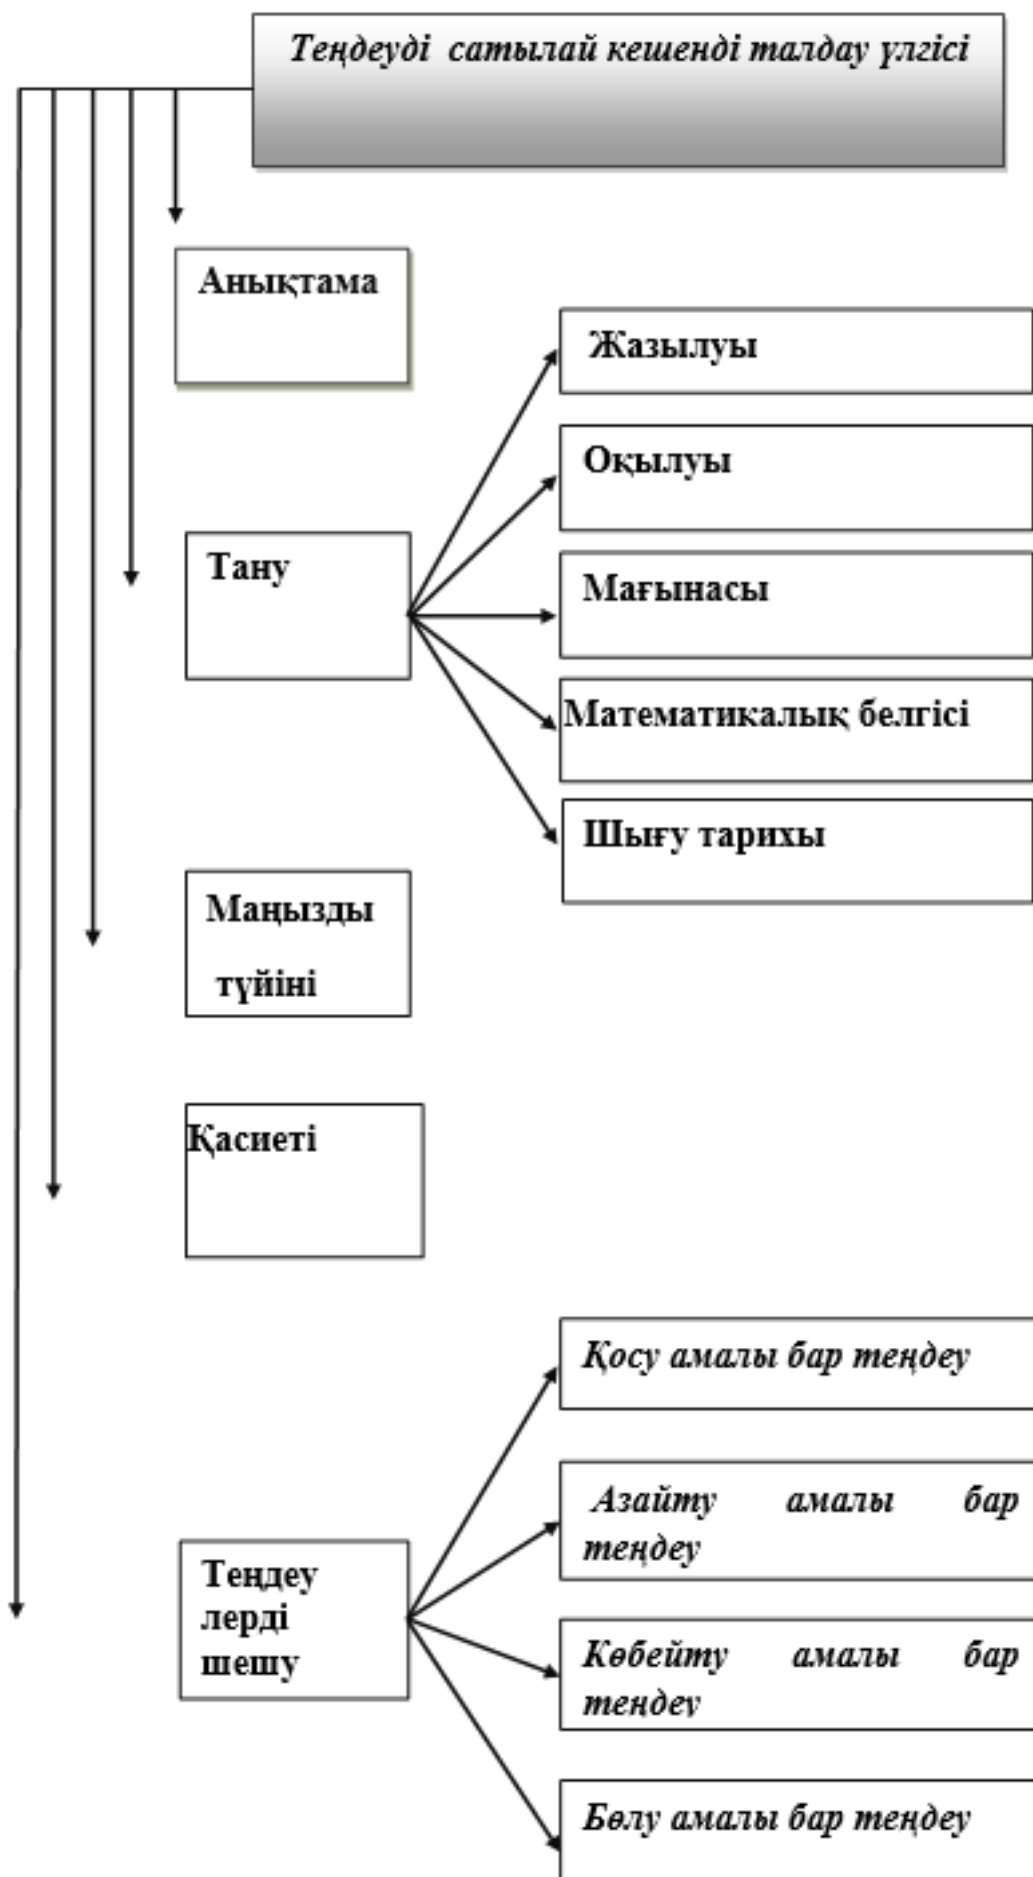 Теңдеуді сатылай кешенді талдау үлгісі
Анықтама
Жазылуы
Оқылуы
Тану
Мағынасы
Математикалық белгісі
Шығу тарихы
Маңызды
түйіні
Қасиеті
Қосу амалы бар теңдеу
Азайту амалы бар
теңдеу
Теңдеу
лерді
шешу
Көбейту амалы бар
теңдеу
Бөлу амалы бар теңдеу